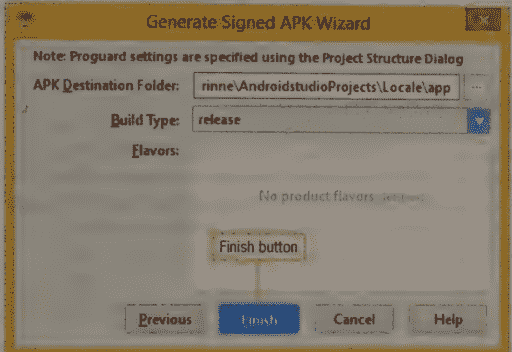 Generate Signed APK Wizard
Note: Proguard settings are specified using the Project Structure Dialog
APK Destination Folder: rinne\AndroidstudioProjects\Locale\app ...
Build Type: release
Flavors:
No product flavors
Finish button
Previous Finish Cancel Help